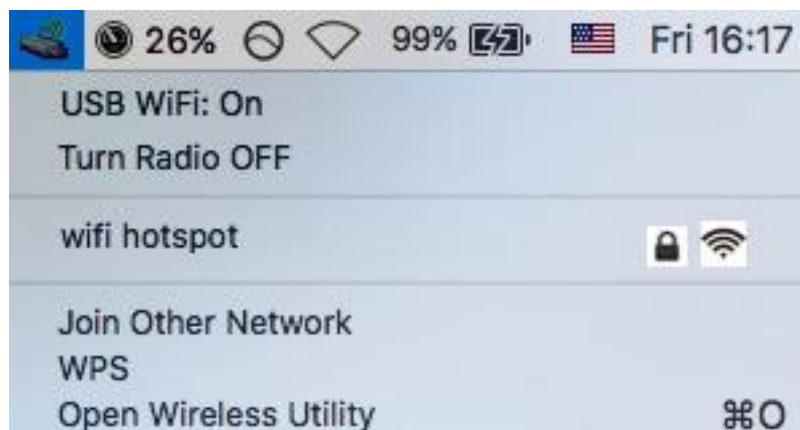 26% 99% Fri 16:17
USB WiFi: On
Turn Radio OFF
wifi hotspot
Join Other Network
WPS
Open Wireless Utility ⌘O